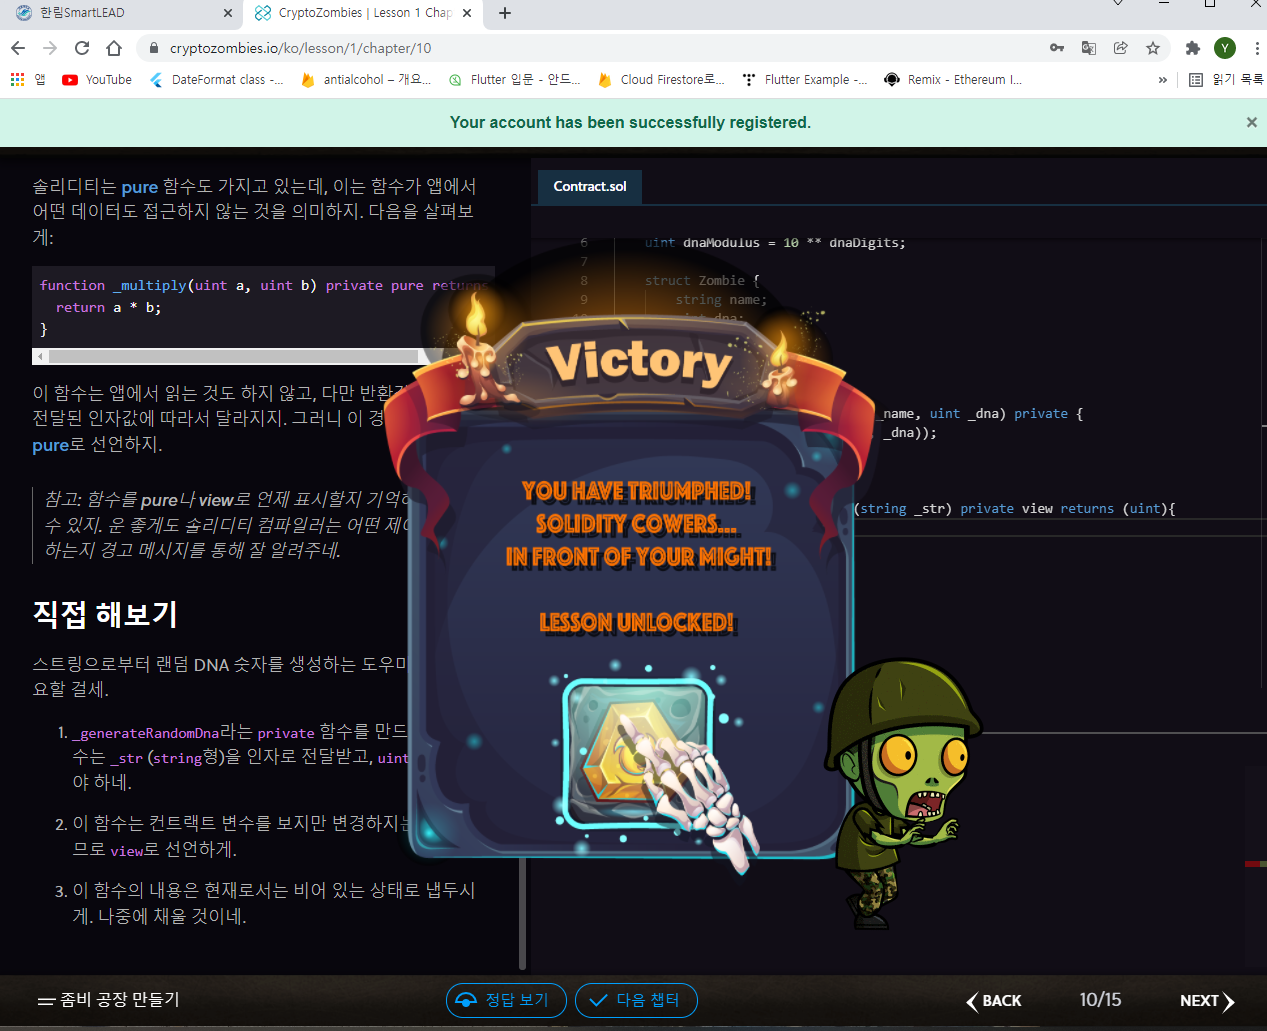 한림SmartLEAD
CryptoZombies | Lesson 1 Chap
cryptozombies.io/ko/lesson/1/chapter/10
Y
앱
YouTube
DateFormat class -...
antialcohol – 개요...
Flutter 입문 - 안드...
Cloud Firestore로...
Flutter Example -...
Remix - Ethereum I...
»
읽기 목록
Your account has been successfully registered.
솔리디티는 pure 함수도 가지고 있는데, 이는 함수가 앱에서
어떤 데이터도 접근하지 않는 것을 의미하지. 다음을 살펴보
게:
function _multiply(uint a, uint b) private pure returns
return a * b;
}
이 함수는 앱에서 읽는 것도 하지 않고, 다만
전달된 인자값에 따라서 달라지지. 그러니 이 경
pure로 선언하지.
참고: 함수를 pure나 view로 언제 표시할지
수 있지. 운 좋게도 솔리디티 컴파일러는 어떤
하는지 경고 메시지를 통해 잘 알려주네.
직접 해보기
스트링으로부터 랜덤 DNA 숫자를 생성하는
요할 걸세.
1. _generateRandomDna라는 private 함수를
수는 _str (string형)을 인자로 전달받고, uint
야 하네.
2. 이 함수는 컨트랙트 변수를 보지만
므로 view로 선언하게.
3. 이 함수의 내용은 현재로서는 비어 있는 상태로 냅두시
게. 나중에 채울 것이네.
Contract.sol
6 uint dnaModulus = 10 ** dnaDigits;
7
8 struct Zombie {
9 string name;
dna;
_name, uint _dna) private {
_dna));
(string _str) private view returns (uint){
Victory
YOU HAVE TRIUMPHED!
SOLIDITY COWERS...
IN FRONT OF YOUR MIGHT!
LESSON UNLOCKED!
좀비 공장 만들기
정답 보기
다음 챕터
BACK
10/15
NEXT